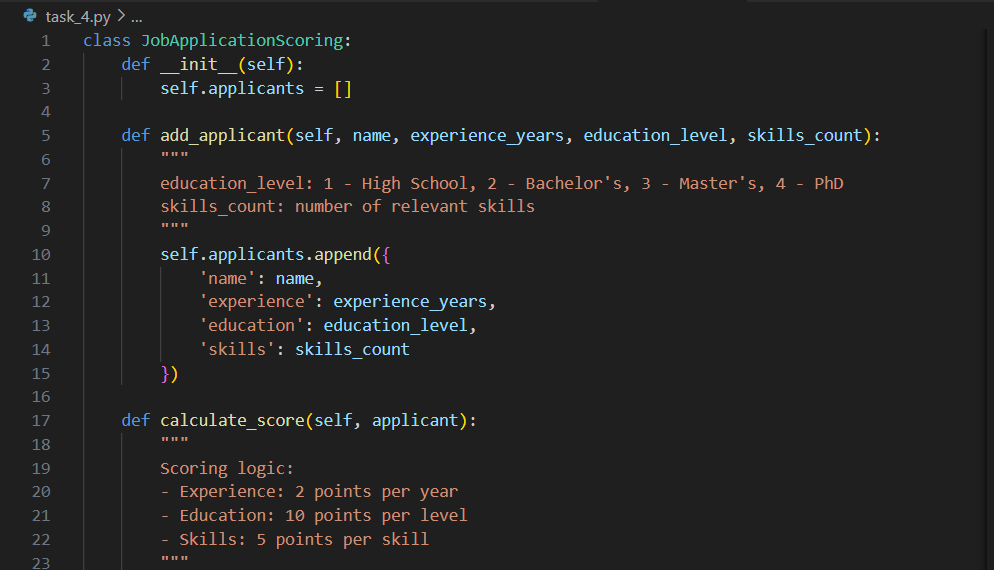 task_4.py > ...
1 class JobApplicationScoring:
2     def __init__(self):
3         self.applicants = []
4
5     def add_applicant(self, name, experience_years, education_level, skills_count):
6         """
7         education_level: 1 - High School, 2 - Bachelor's, 3 - Master's, 4 - PhD
8         skills_count: number of relevant skills
9         """
10         self.applicants.append({
11             'name': name,
12             'experience': experience_years,
13             'education': education_level,
14             'skills': skills_count
15         })
16
17     def calculate_score(self, applicant):
18         """
19         Scoring logic:
20         - Experience: 2 points per year
21         - Education: 10 points per level
22         - Skills: 5 points per skill
23         """